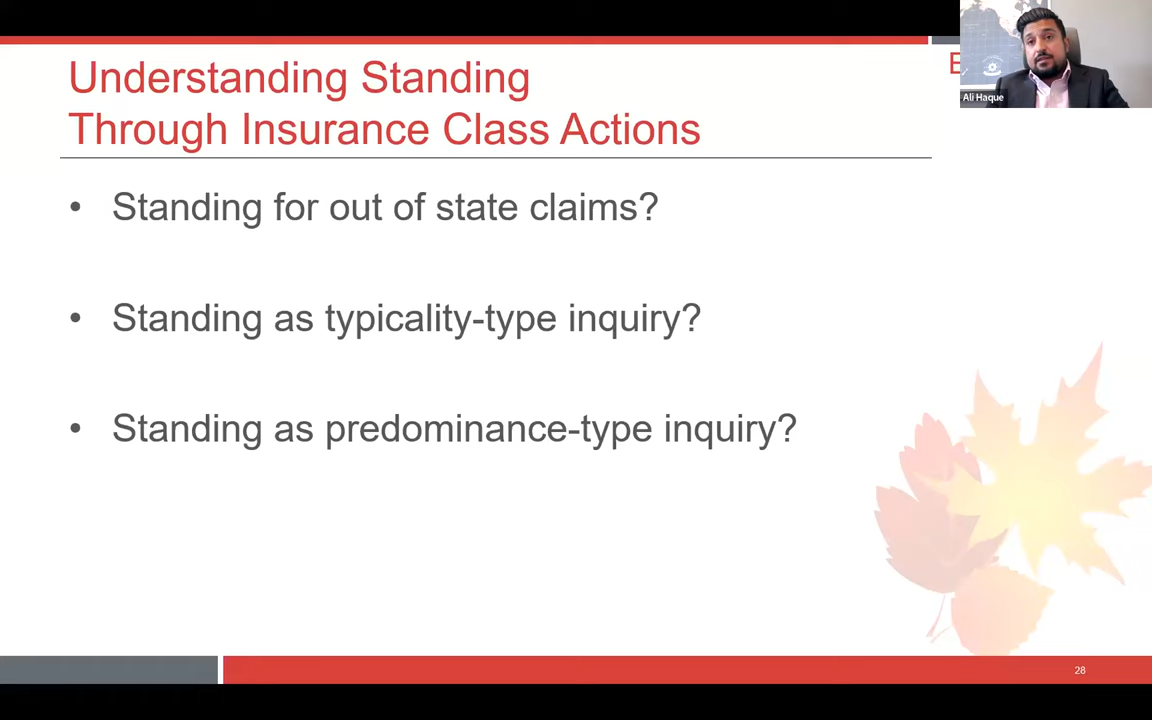 Understanding Standing
Through Insurance Class Actions
Ali Haque
• Standing for out of state claims?
• Standing as typicality-type inquiry?
• Standing as predominance-type inquiry?
28